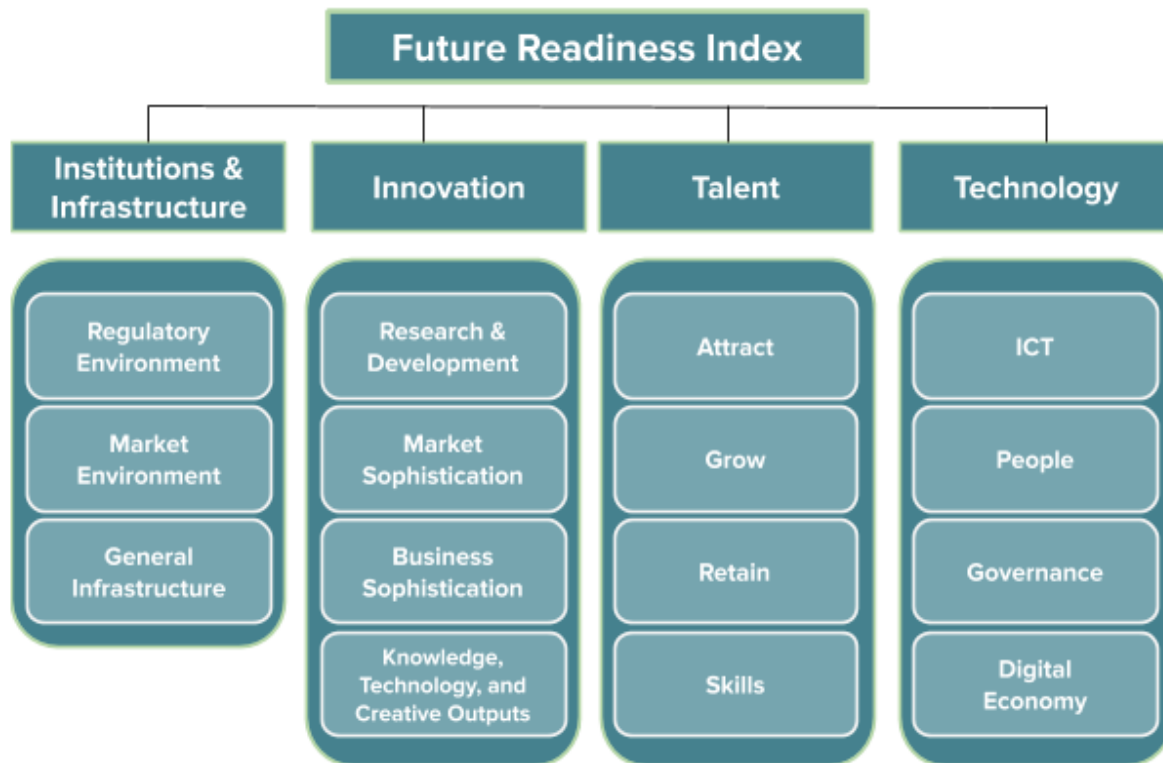 Future Readiness Index
Institutions &
Infrastructure
Innovation
Talent
Technology
Regulatory
Environment
Market
Environment
General
Infrastructure
Research &
Development
Market
Sophistication
Business
Sophistication
Knowledge,
Technology, and
Creative Outputs
Attract
Grow
Retain
Skills
ICT
People
Governance
Digital
Economy